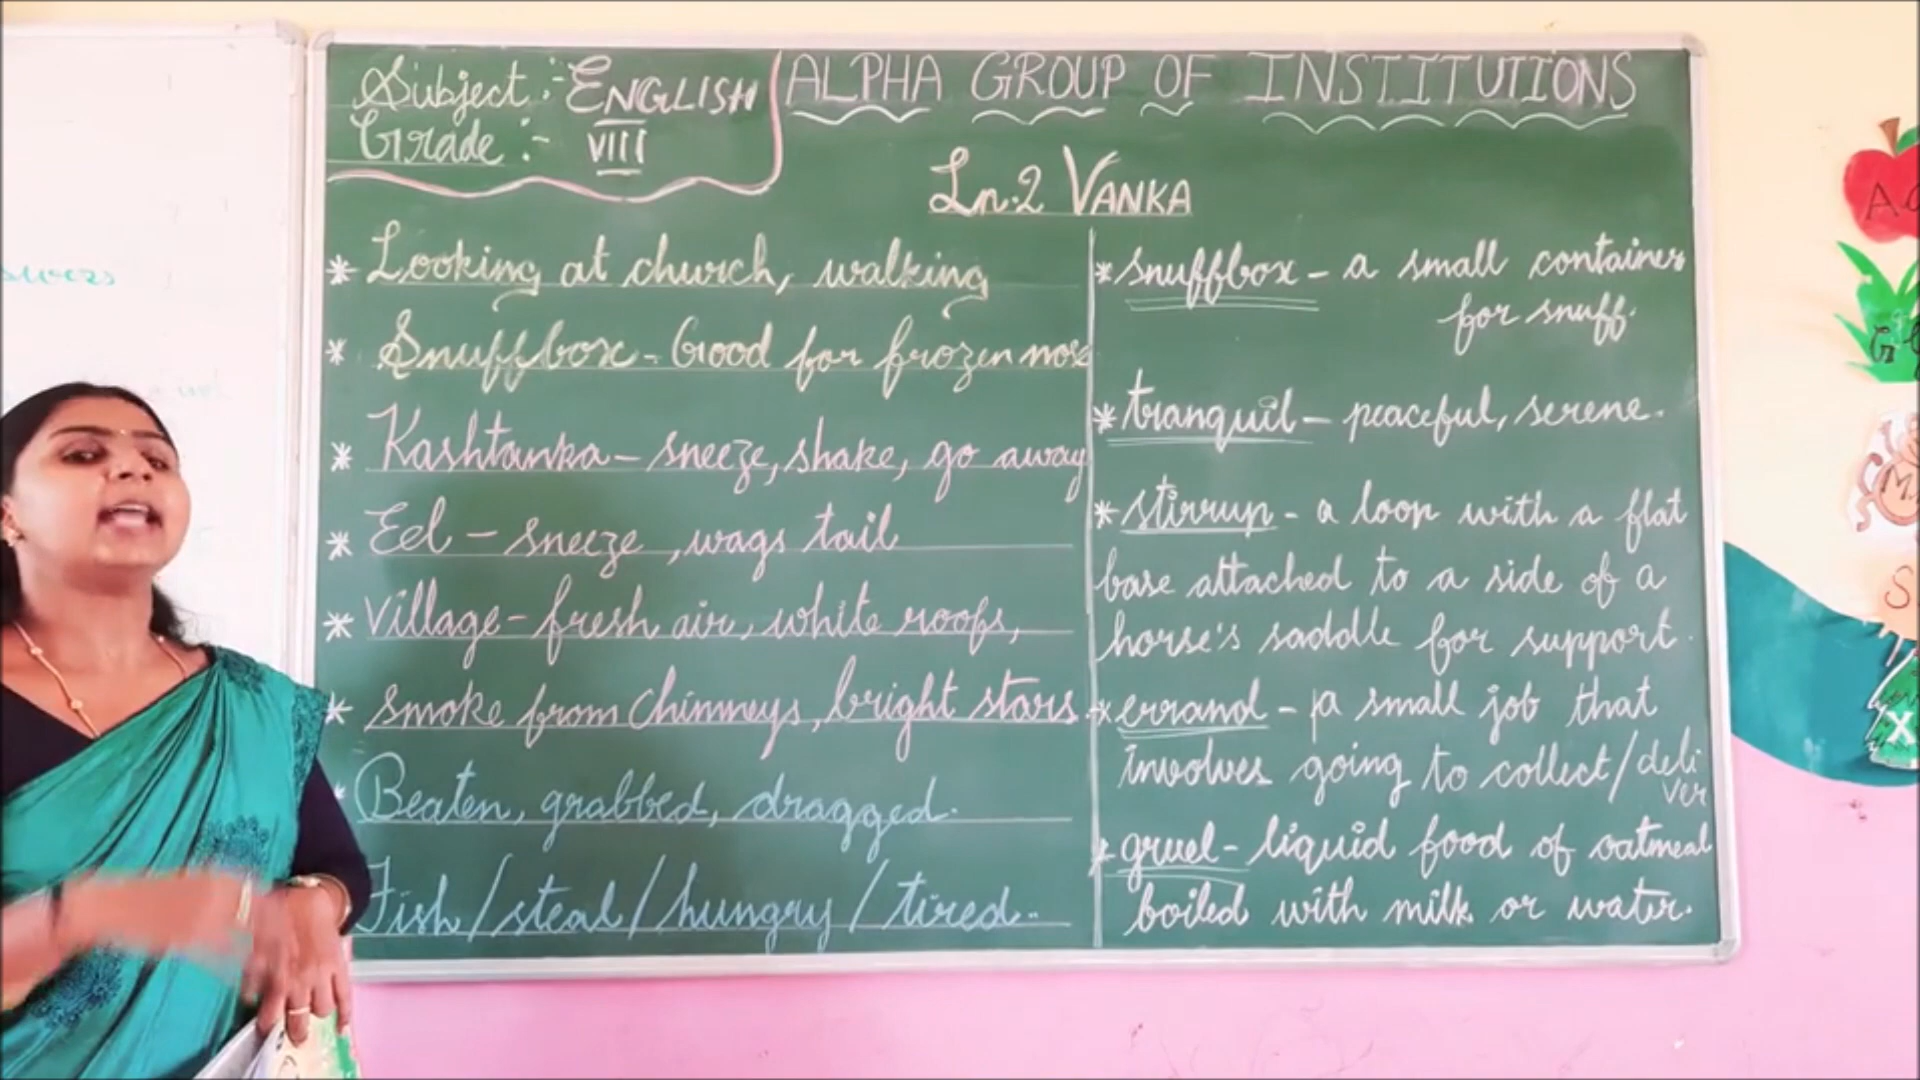 Subject :- ENGLISH
Grade :- VIII
ALPHA GROUP OF INSTITUTIONS
Ln.2 VANKA
* Looking at church, walking
* Snuffbox - Good for frozen nose
* Kashtanka - sneeze, shake, go away
* Eel - sneeze, wags tail
* Village - fresh air, white roofs,
* smoke from chimneys, bright stars.
* Beaten, grabbed, dragged.
Fish / steal / hungry / tired.
* snuffbox - a small container
for snuff.
* tranquil - peaceful, serene.
* stirrup - a loop with a flat
base attached to a side of a
horse's saddle for support.
* errand - a small job that
involves going to collect/deli
ver
* gruel - liquid food of oatmeal
boiled with milk or water.